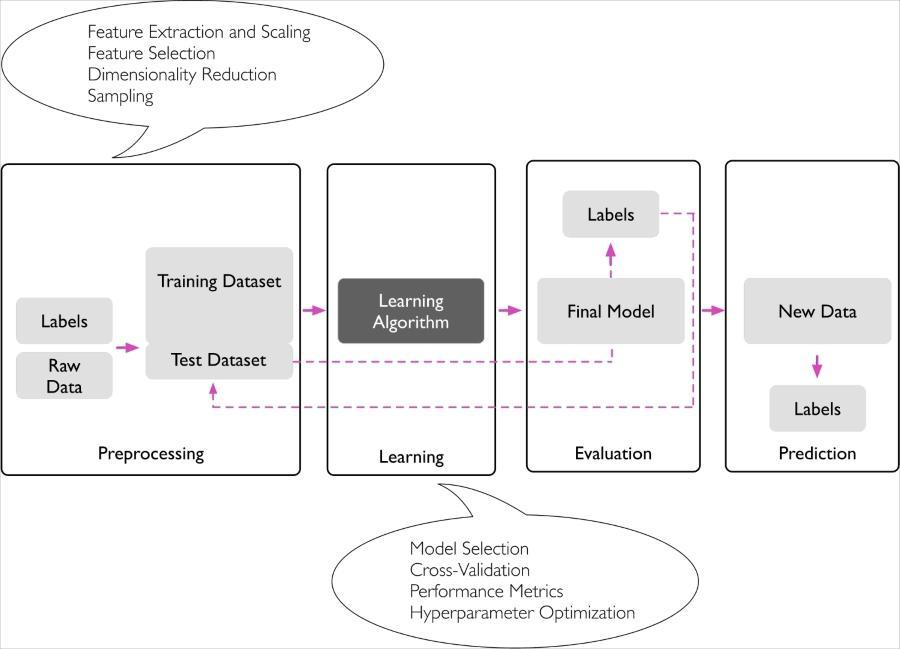 Feature Extraction and Scaling
Feature Selection
Dimensionality Reduction
Sampling
Labels
Raw
Data
Training Dataset
Test Dataset
Preprocessing
Learning
Algorithm
Learning
Labels
Final Model
Evaluation
New Data
Labels
Prediction
Model Selection
Cross-Validation
Performance Metrics
Hyperparameter Optimization